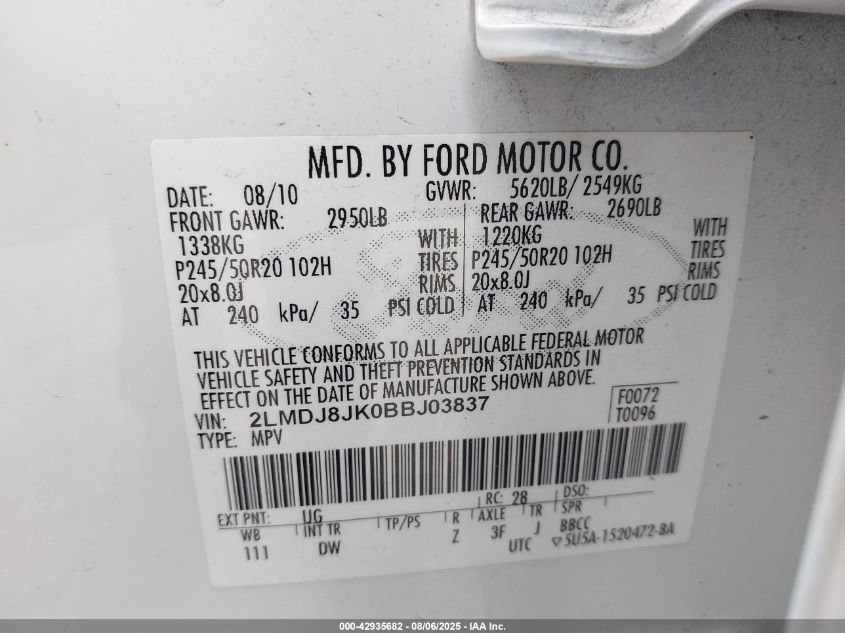 MFD. BY FORD MOTOR CO.
DATE: 08/10 GVWR: 5620LB/ 2549KG
FRONT GAWR: 2950LB REAR GAWR: 2690LB
1338KG WITH 1220KG WITH
P245/50R20 102H TIRES P245/50R20 102H TIRES
20x8.0J RIMS 20x8.0J RIMS
AT 240 kPa/ 35 PSI COLD AT 240 kPa/ 35 PSI COLD
THIS VEHICLE CONFORMS TO ALL APPLICABLE FEDERAL MOTOR
VEHICLE SAFETY AND THEFT PREVENTION STANDARDS IN
EFFECT ON THE DATE OF MANUFACTURE SHOWN ABOVE.
VIN: 2LMDJ8JK0BBJ03837 F0072
TYPE: MPV T0096
EXT PNT: UG RC: 28 DSO:
WB INT TR TP/PS R AXLE TR SPR
111 DW Z 3F J BBCC
UTC ▽5U5A-1520472-BA
000-42935682 - 08/06/2025 - IAA Inc.